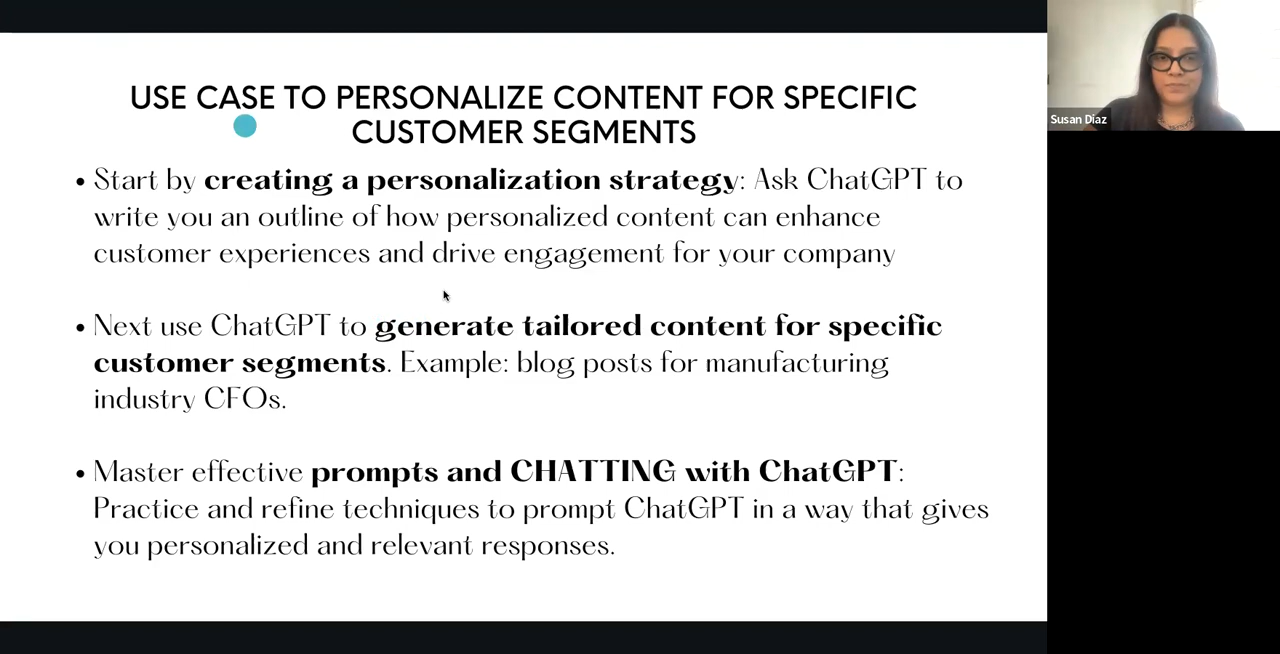 USE CASE TO PERSONALIZE CONTENT FOR SPECIFIC
CUSTOMER SEGMENTS
• Start by creating a personalization strategy: Ask ChatGPT to
write you an outline of how personalized content can enhance
customer experiences and drive engagement for your company
• Next use ChatGPT to generate tailored content for specific
customer segments. Example: blog posts for manufacturing
industry CFOs.
• Master effective prompts and CHATTING with ChatGPT:
Practice and refine techniques to prompt ChatGPT in a way that gives
you personalized and relevant responses.
Susan Diaz